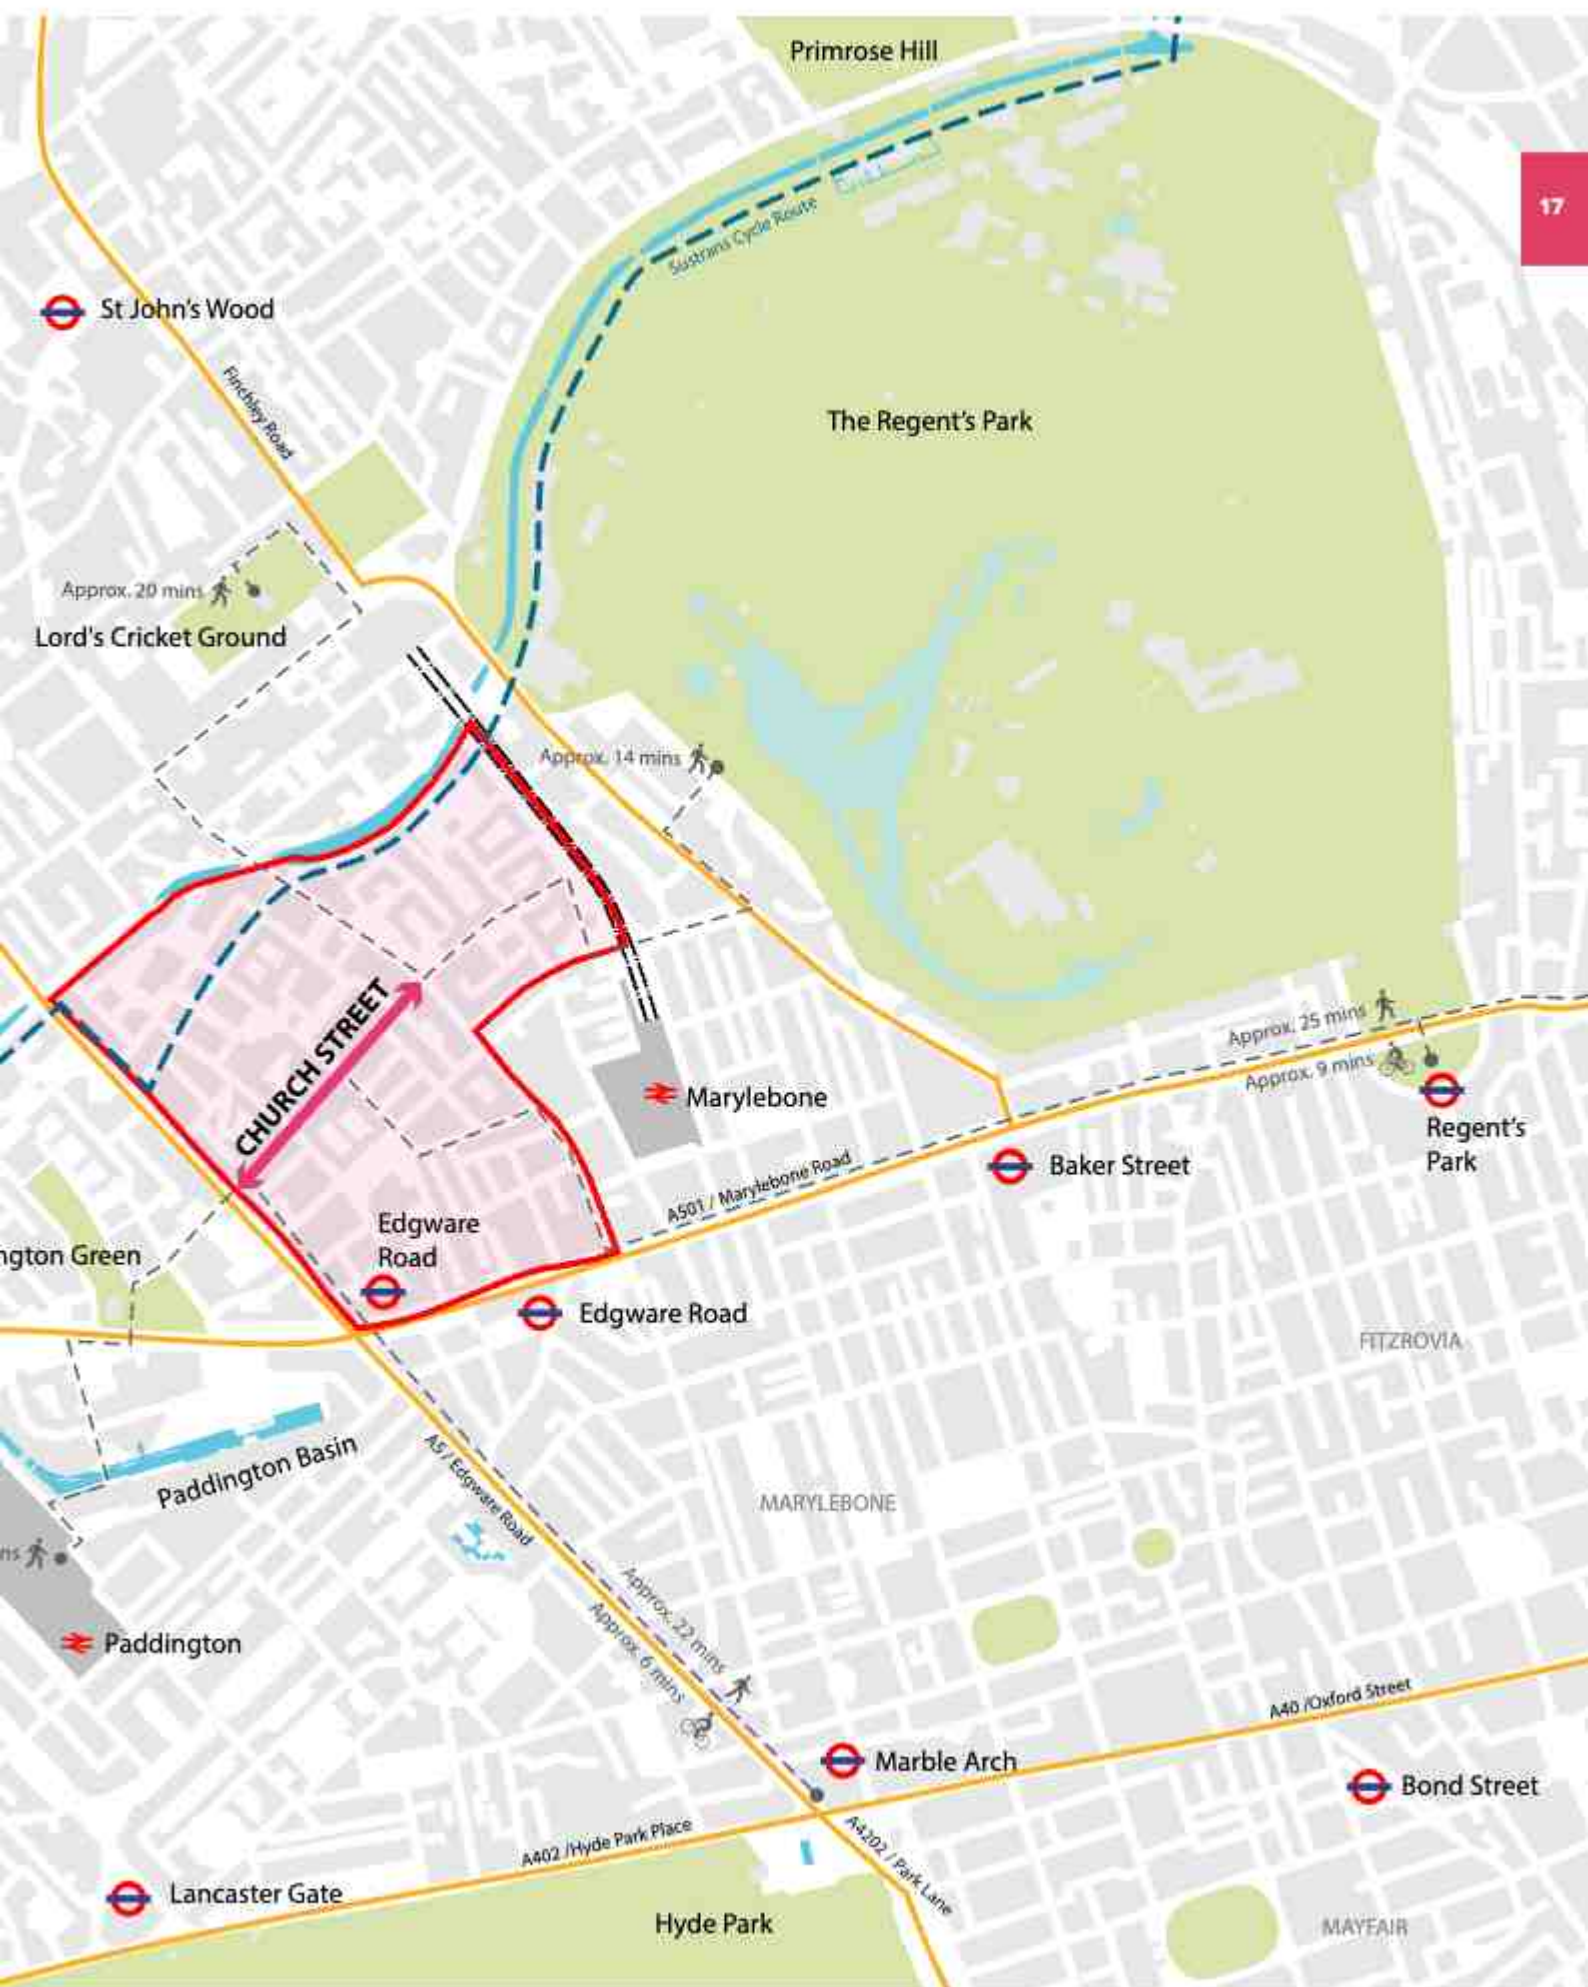 Primrose Hill
17
Sustrans Cycle Route
St John's Wood
Finchley Road
The Regent's Park
Approx. 20 mins
Lord's Cricket Ground
Approx. 14 mins
CHURCH STREET
Approx. 25 mins
Approx. 9 mins
Marylebone
Regent's
Park
Baker Street
A501 / Marylebone Road
Edgware
Road
ngton Green
Edgware Road
FITZROVIA
Paddington Basin
A5 / Edgware Road
MARYLEBONE
ns
Approx. 22 mins
Approx. 6 mins
Paddington
A40 /Oxford Street
Marble Arch
Bond Street
A402 /Hyde Park Place
A4202 / Park Lane
Lancaster Gate
Hyde Park
MAYFAIR